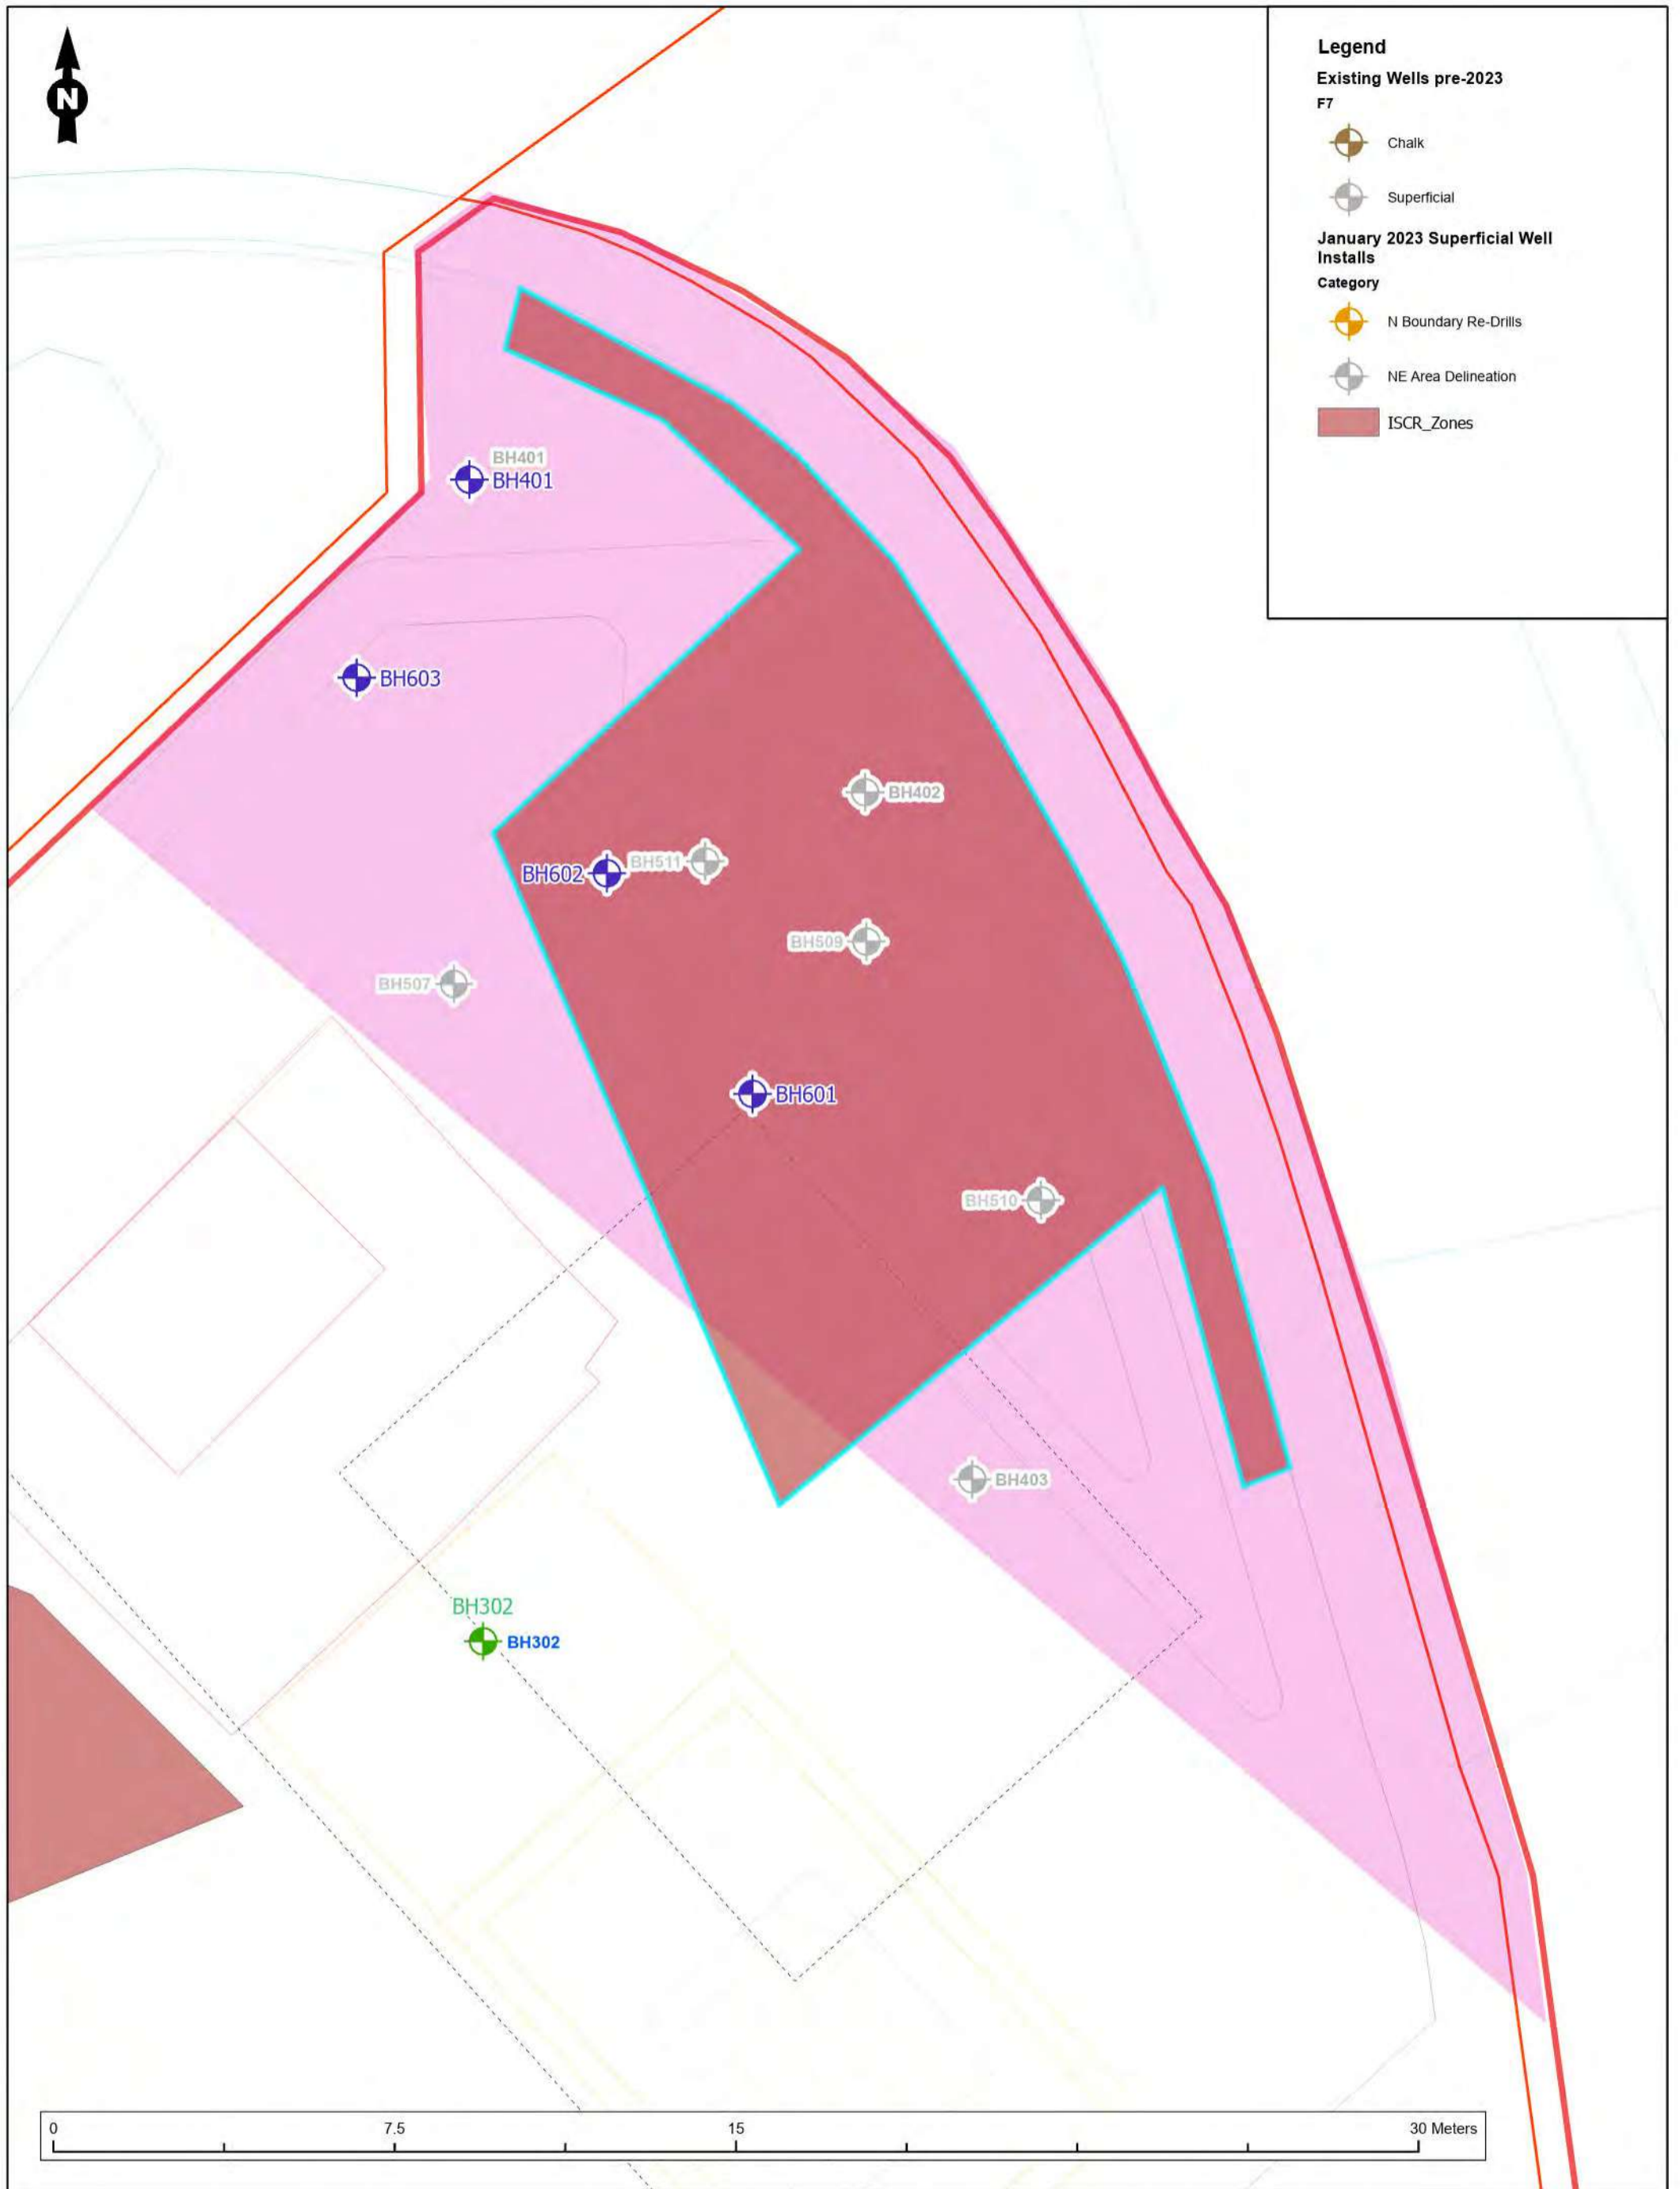 N
Legend
Existing Wells pre-2023
F7
Chalk
Superficial
January 2023 Superficial Well
Installs
Category
N Boundary Re-Drills
NE Area Delineation
ISCR_Zones
BH401
BH401
BH603
BH402
BH602
BH511
BH509
BH507
BH601
BH510
BH403
BH302
BH302
0
7.5
15
30 Meters